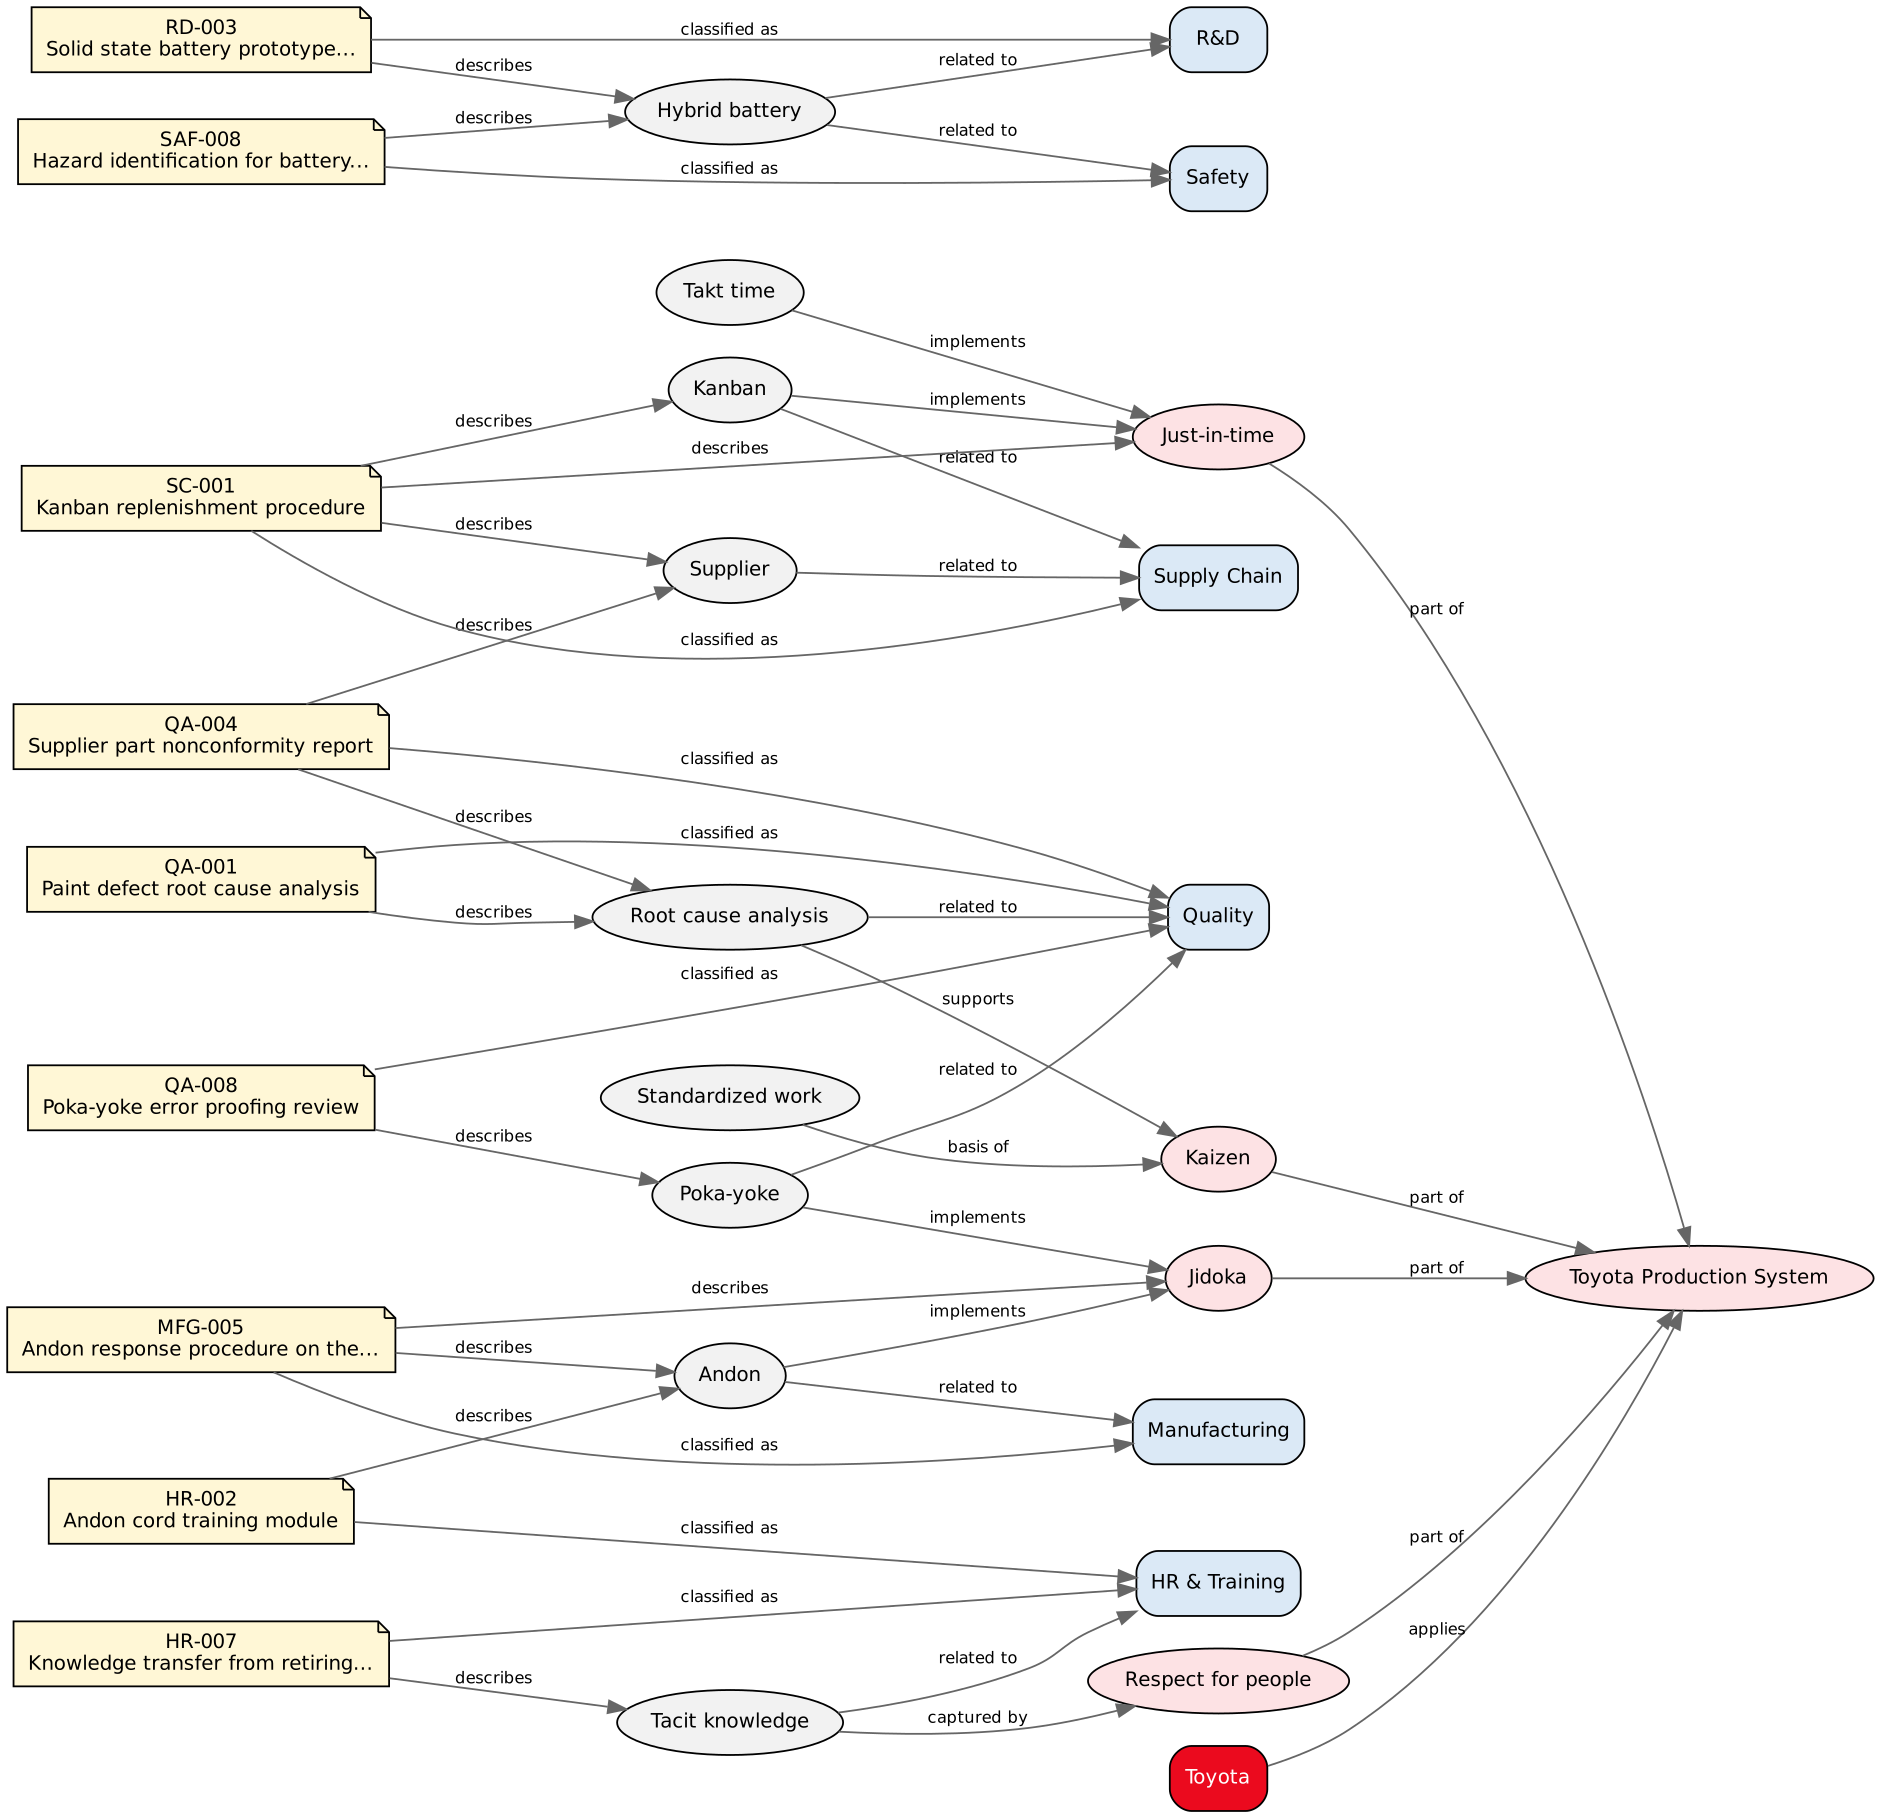 RD-003
Solid state battery prototype...
classified as
R&D
describes
related to
Hybrid battery
SAF-008
Hazard identification for battery...
describes
related to
classified as
Safety
Takt time
implements
Kanban
implements
describes
describes
Just-in-time
related to
SC-001
Kanban replenishment procedure
describes
Supplier
related to
Supply Chain
part of
describes
classified as
QA-004
Supplier part nonconformity report
classified as
describes
classified as
QA-001
Paint defect root cause analysis
describes
Root cause analysis
related to
Quality
classified as
supports
QA-008
Poka-yoke error proofing review
related to
Standardized work
describes
basis of
Kaizen
Poka-yoke
part of
implements
Jidoka
part of
Toyota Production System
describes
implements
MFG-005
Andon response procedure on the...
describes
Andon
related to
describes
classified as
Manufacturing
HR-002
Andon cord training module
classified as
part of
HR & Training
classified as
applies
HR-007
Knowledge transfer from retiring...
related to
describes
Respect for people
Tacit knowledge
captured by
Toyota